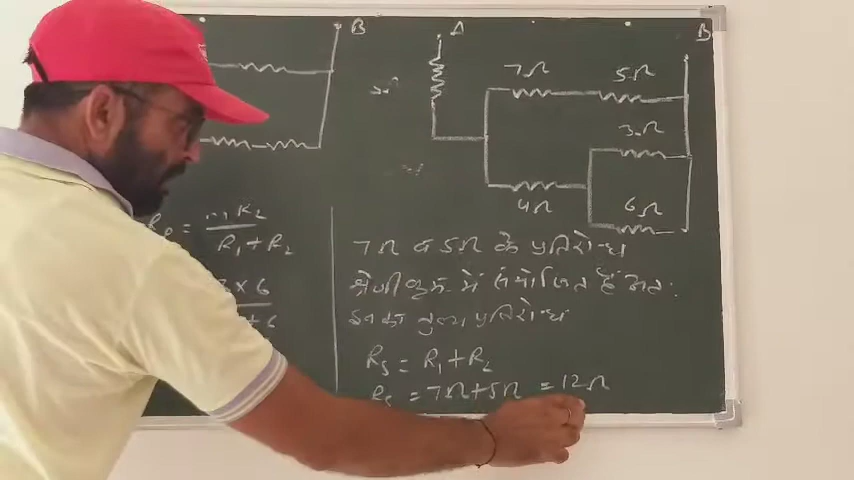 B
A
B
7Ω
5Ω
3Ω
4Ω
6Ω
R₁+R₂
× 6
7Ω व 5Ω के प्रतिरोध
श्रेणीक्रम में संयोजित हैं अतः
इनका तुल्य प्रतिरोध
Rs = R₁+R₂
Rs = 7Ω+5Ω = 12Ω